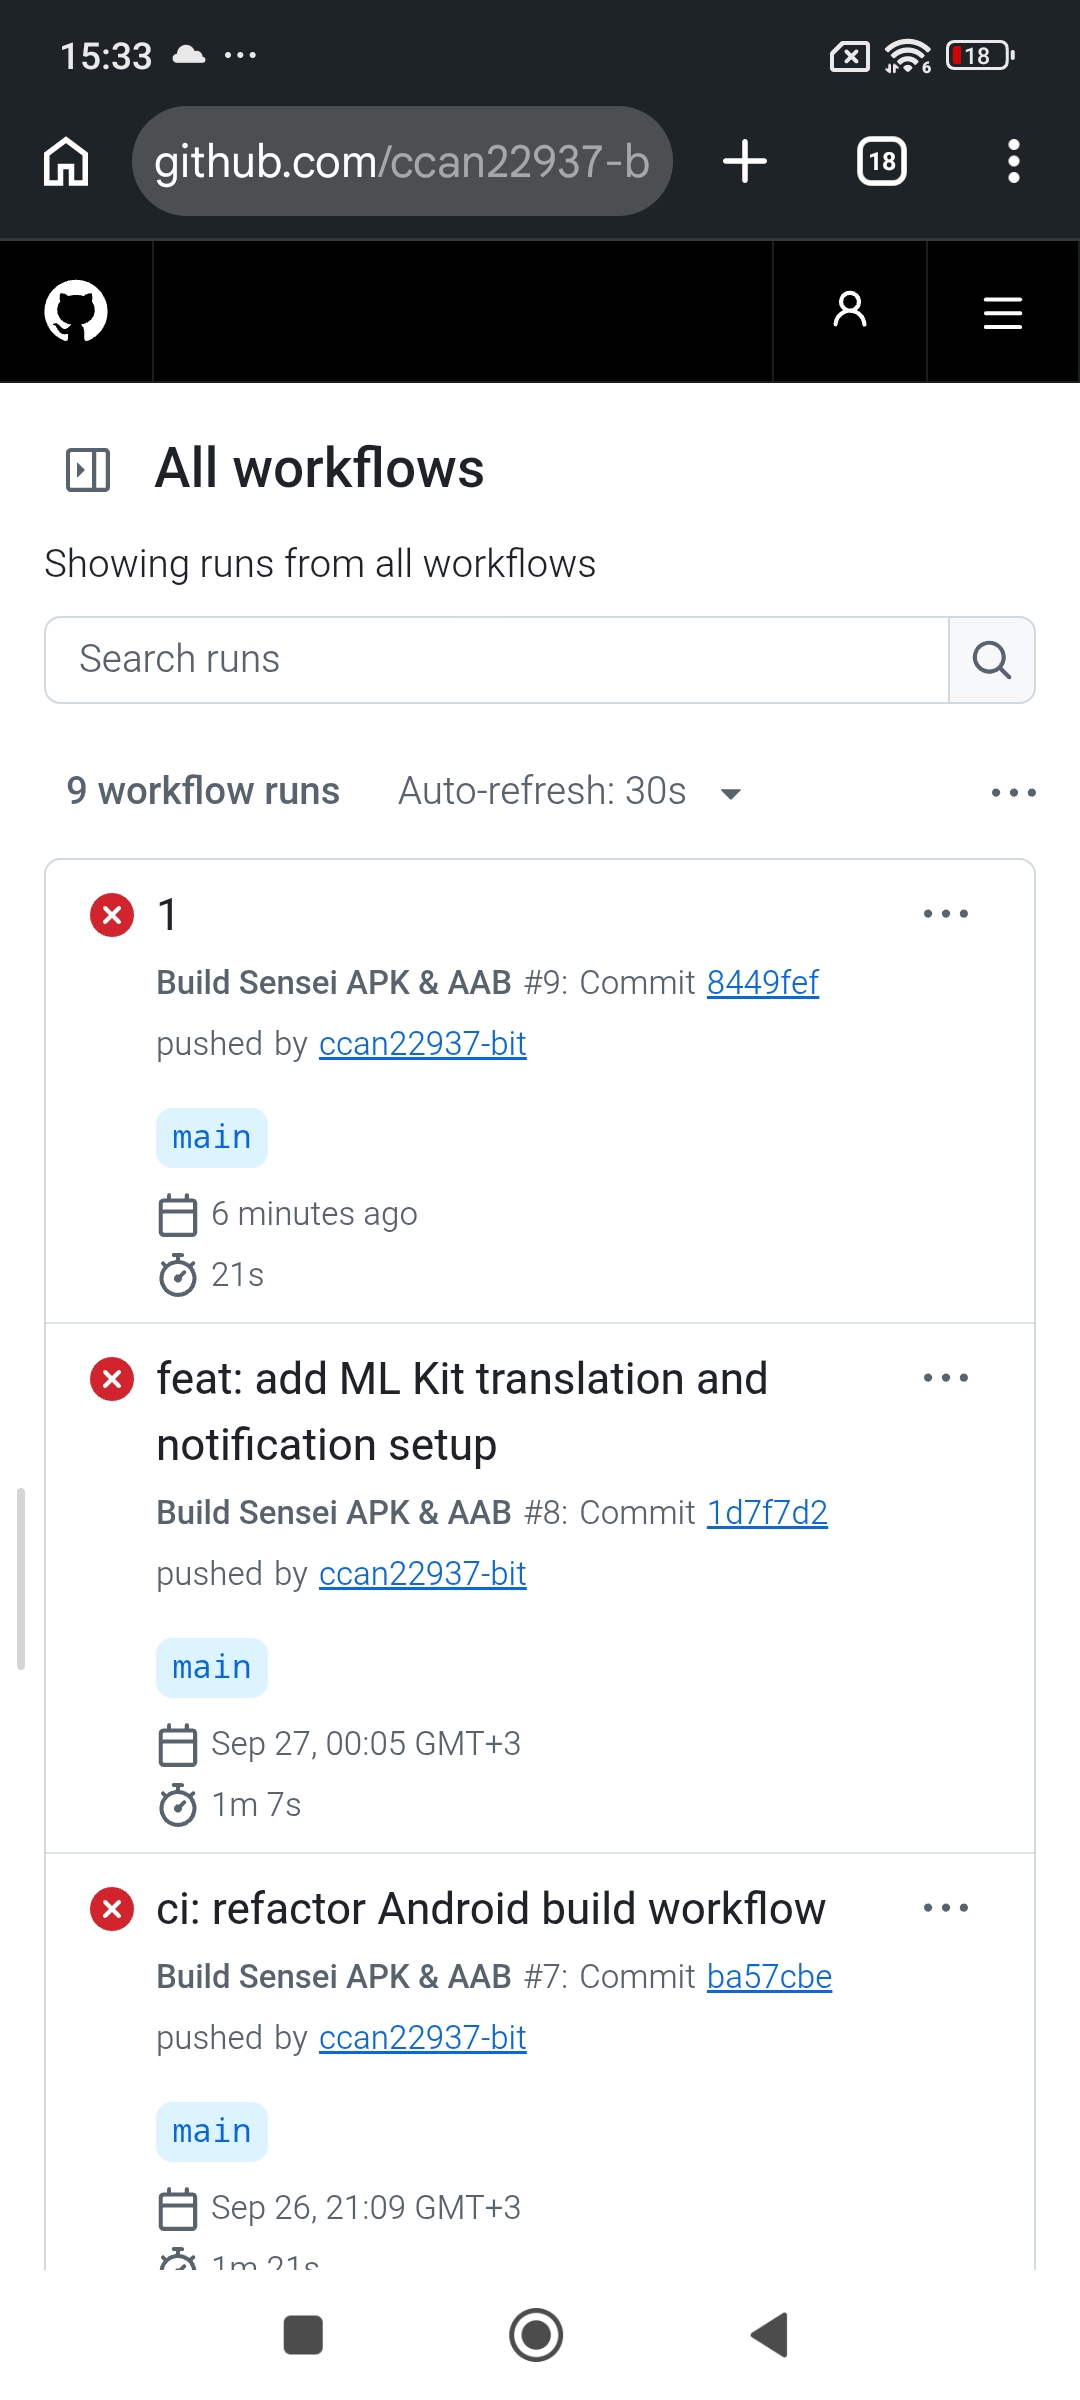 15:33
6
18
github.com/ccan22937-b
18
All workflows
Showing runs from all workflows
Search runs
9 workflow runs Auto-refresh: 30s
1
Build Sensei APK & AAB #9: Commit 8449fef
pushed by ccan22937-bit
main
6 minutes ago
21s
feat: add ML Kit translation and
notification setup
Build Sensei APK & AAB #8: Commit 1d7f7d2
pushed by ccan22937-bit
main
Sep 27, 00:05 GMT+3
1m 7s
ci: refactor Android build workflow
Build Sensei APK & AAB #7: Commit ba57cbe
pushed by ccan22937-bit
main
Sep 26, 21:09 GMT+3
1m 21s